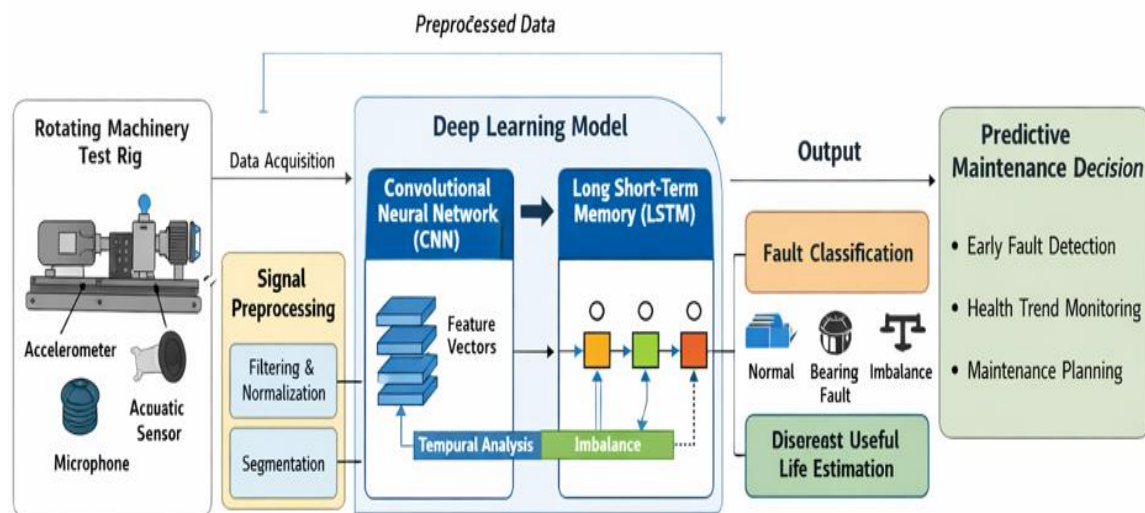 Preprocessed Data
Rotating Machinery
Test Rig
Accelerometer
Acouatic
Sensor
Microphone
Data Acquisition
Signal
Preprocessing
Filtering &
Normalization
Segmentation
Deep Learning Model
Convolutional
Neural Network
(CNN)
Long Short-Term
Memory (LSTM)
Feature
Vectors
Tempural Analysis
Imbalance
Output
Fault Classification
Normal
Bearing
Fault
Imbalance
Diserest Useful
Life Estimation
Predictive
Maintenance Decision
• Early Fault Detection
• Health Trend Monitoring
• Maintenance Planning